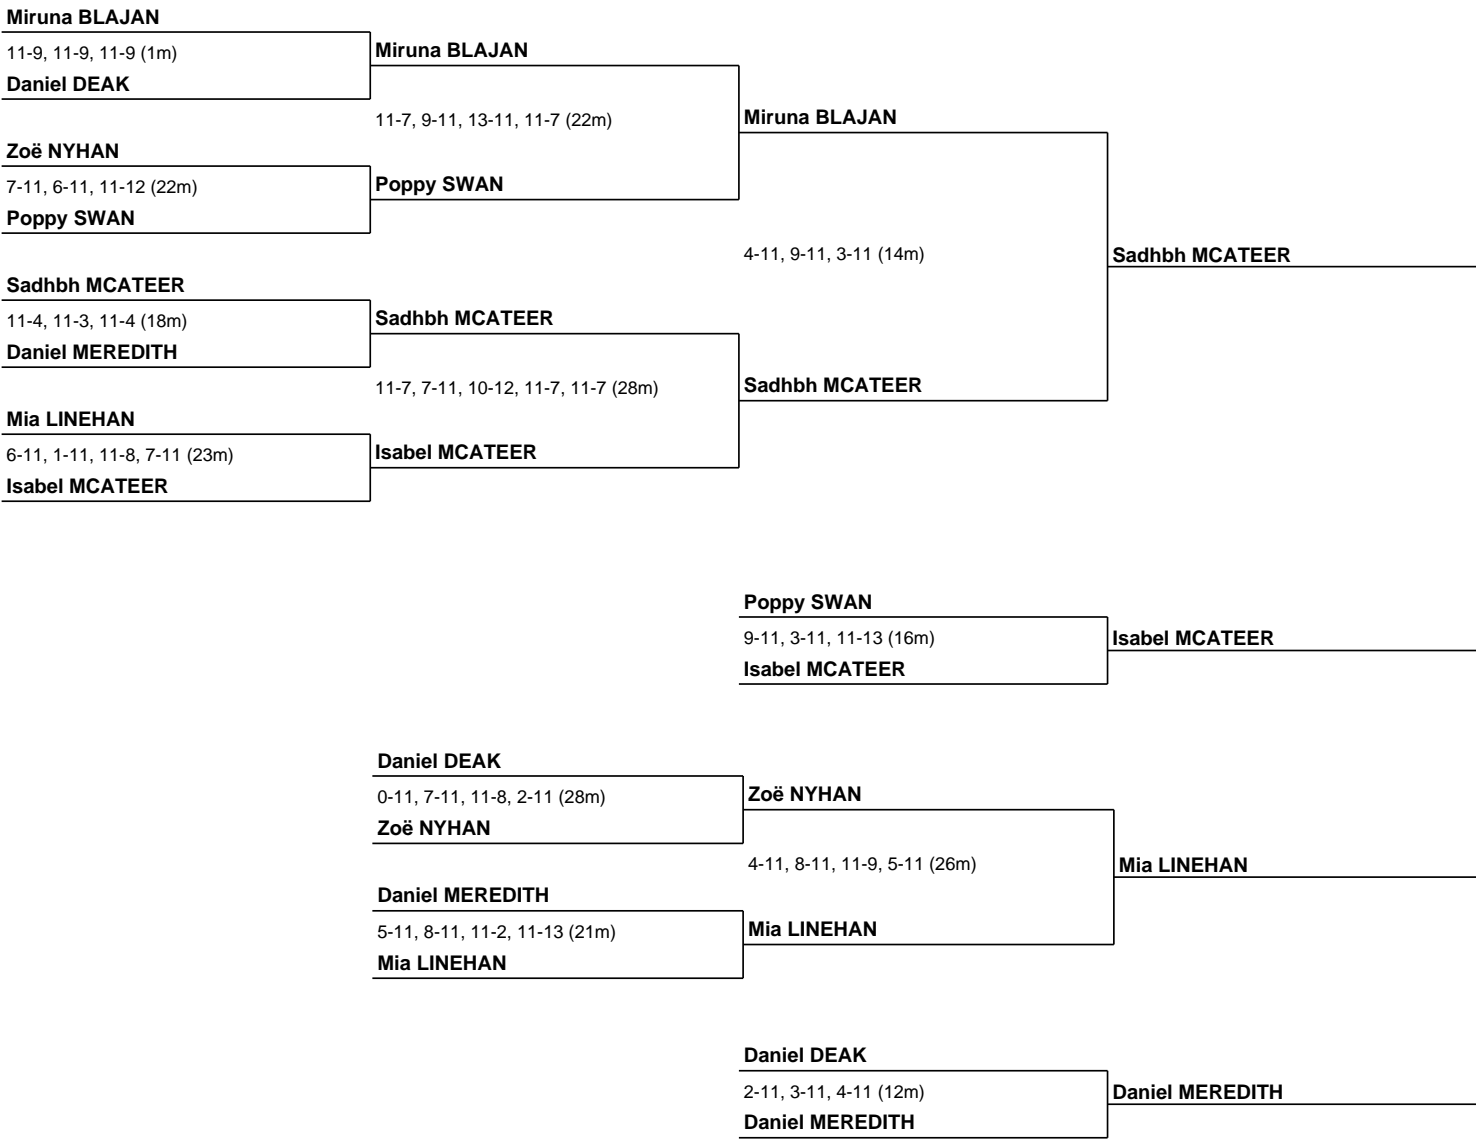 Miruna BLAJAN
11-9, 11-9, 11-9 (1m)
Daniel DEAK
Miruna BLAJAN
11-7, 9-11, 13-11, 11-7 (22m)
Miruna BLAJAN
Zoë NYHAN
7-11, 6-11, 11-12 (22m)
Poppy SWAN
Poppy SWAN
4-11, 9-11, 3-11 (14m)
Sadhbh MCATEER
Sadhbh MCATEER
11-4, 11-3, 11-4 (18m)
Daniel MEREDITH
Sadhbh MCATEER
11-7, 7-11, 10-12, 11-7, 11-7 (28m)
Sadhbh MCATEER
Mia LINEHAN
6-11, 1-11, 11-8, 7-11 (23m)
Isabel MCATEER
Isabel MCATEER
Poppy SWAN
9-11, 3-11, 11-13 (16m)
Isabel MCATEER
Isabel MCATEER
Daniel DEAK
0-11, 7-11, 11-8, 2-11 (28m)
Zoë NYHAN
Zoë NYHAN
4-11, 8-11, 11-9, 5-11 (26m)
Mia LINEHAN
Daniel MEREDITH
5-11, 8-11, 11-2, 11-13 (21m)
Mia LINEHAN
Mia LINEHAN
Daniel DEAK
2-11, 3-11, 4-11 (12m)
Daniel MEREDITH
Daniel MEREDITH